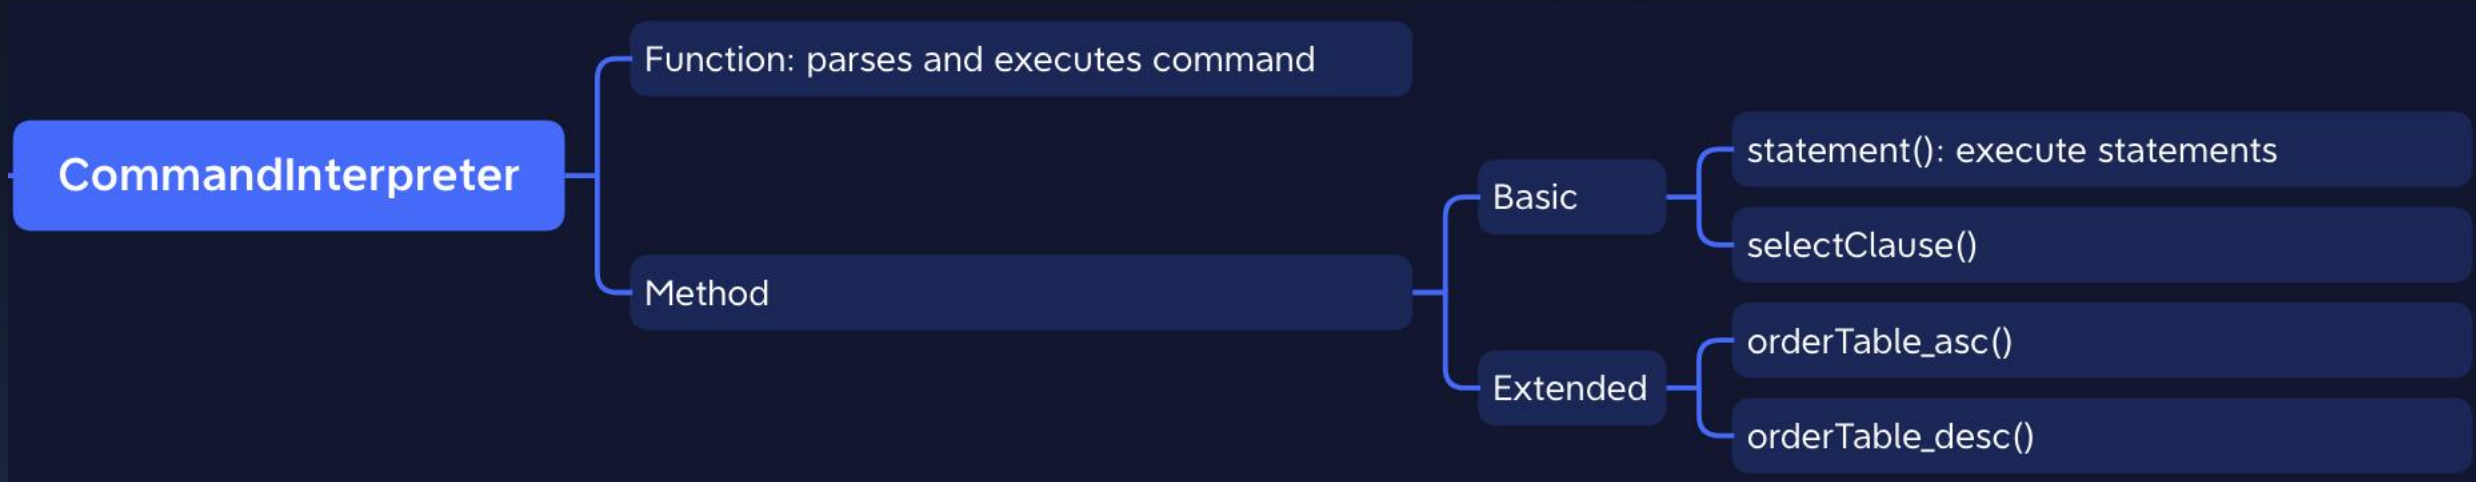 CommandInterpreter
Function: parses and executes command
Method
Basic
statement(): execute statements
selectClause()
Extended
orderTable_asc()
orderTable_desc()